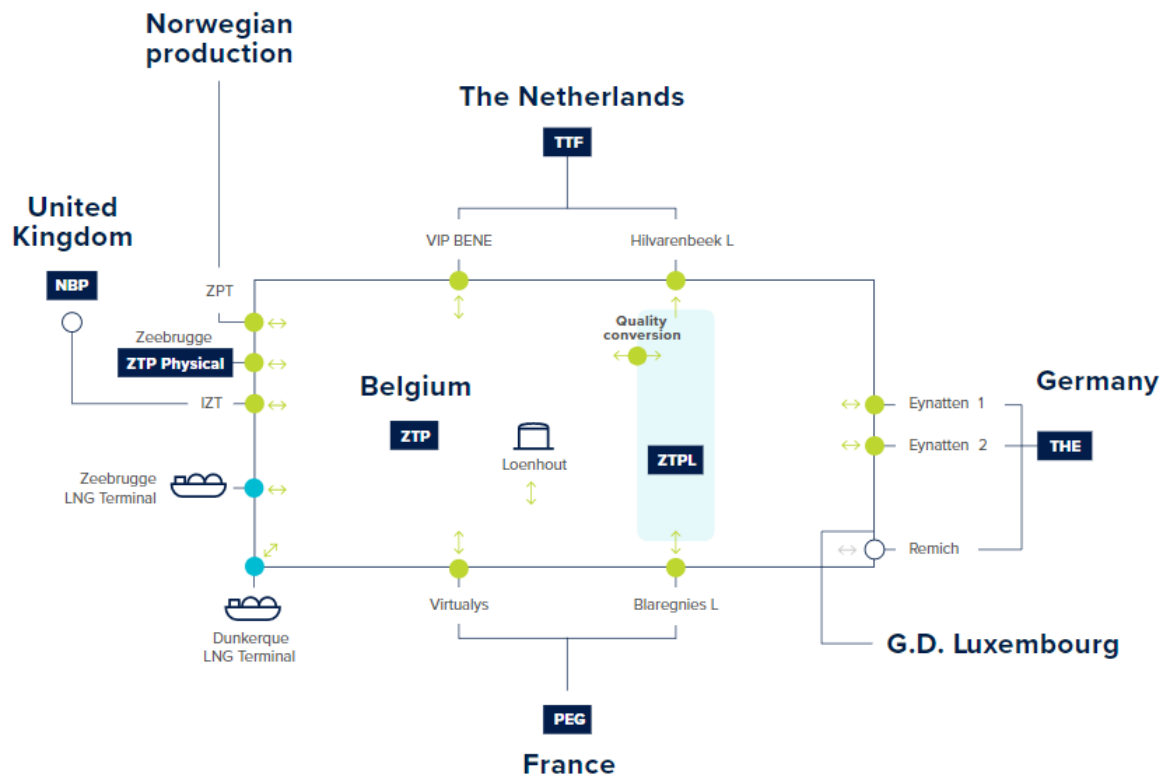 Norwegian
production
The Netherlands
TTF
United
Kingdom
NBP
VIP BENE
Hilvarenbeek L
ZPT
Zeebrugge
ZTP Physical
IZT
Quality
conversion
Belgium
ZTP
Loenhout
ZTPL
Germany
Eynatten 1
Eynatten 2
THE
Zeebrugge
LNG Terminal
Remich
Dunkerque
LNG Terminal
Virtualys
Blaregnies L
G.D. Luxembourg
PEG
France